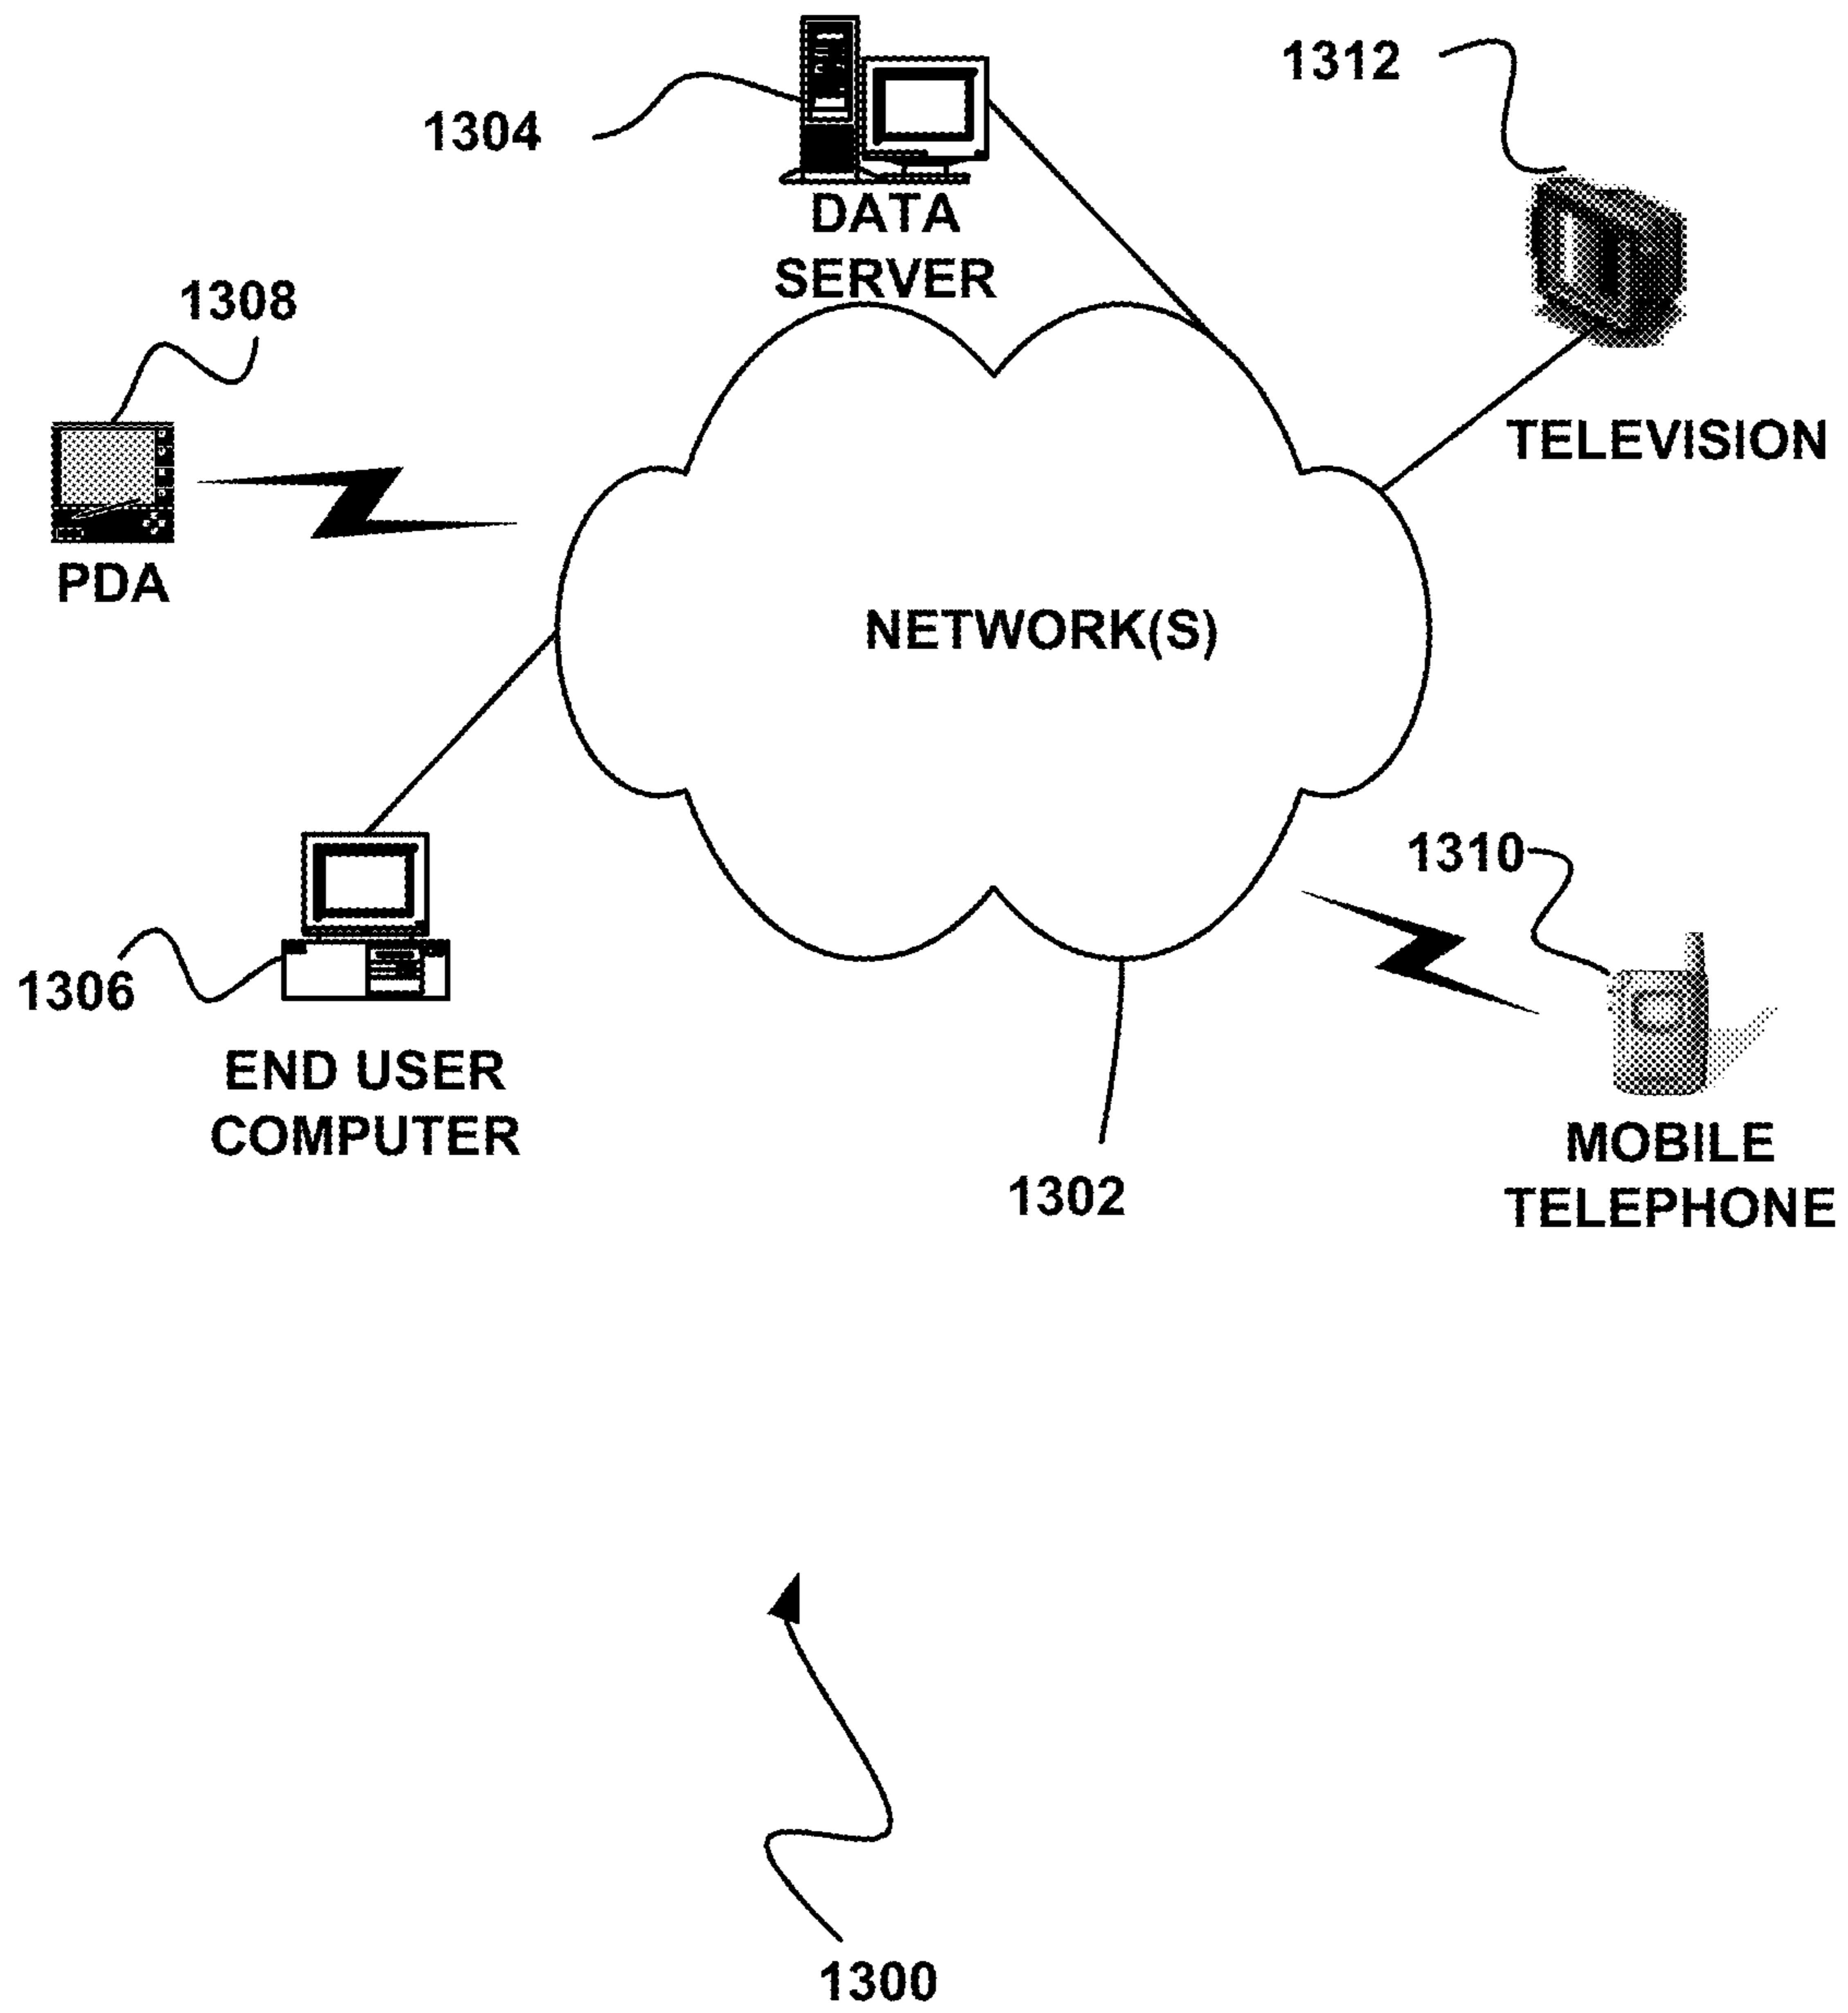 1312
1304
DATA
SERVER
1308
TELEVISION
PDA
NETWORK(S)
1310
1306
END USER
COMPUTER
MOBILE
TELEPHONE
1302
1300